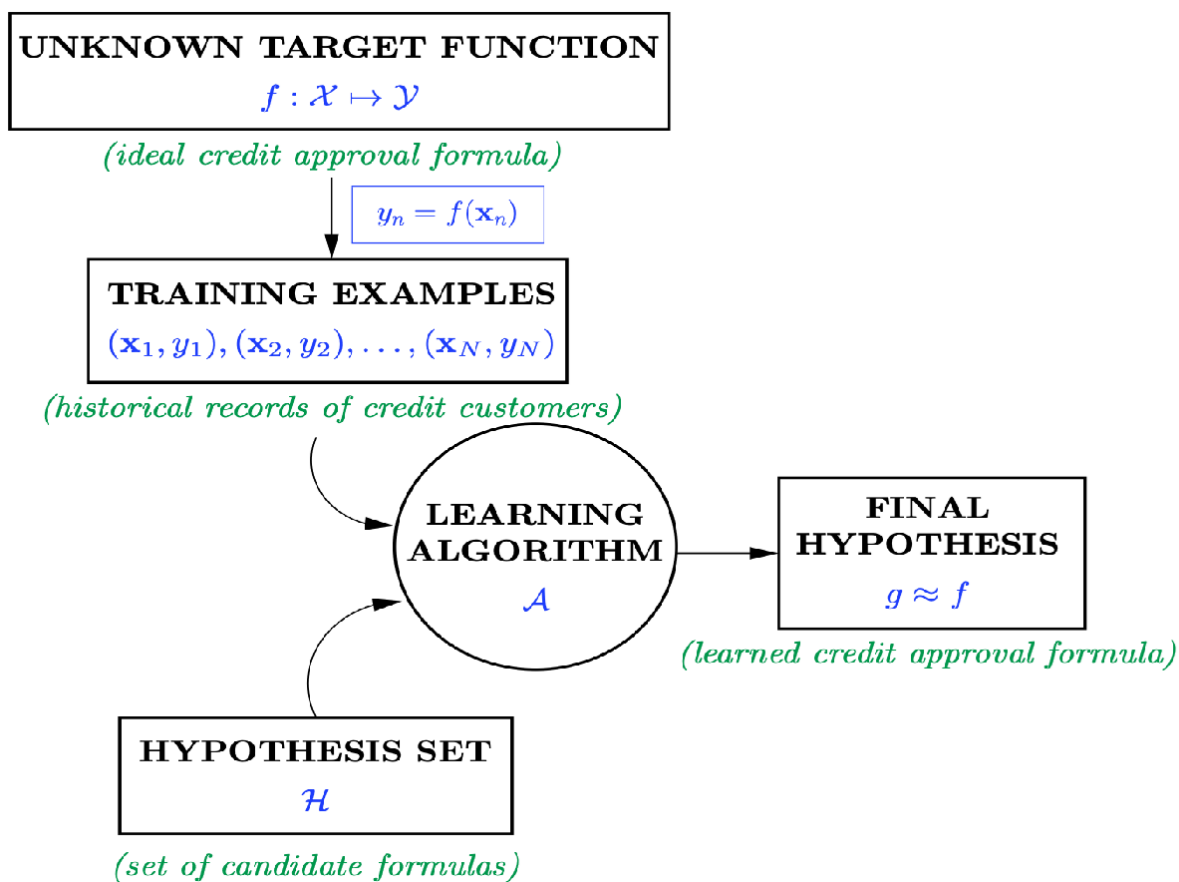 UNKNOWN TARGET FUNCTION
f : 𝒳 ↦ 𝒴
(ideal credit approval formula)
yₙ = f(𝐱ₙ)
TRAINING EXAMPLES
(𝐱₁, y₁), (𝐱₂, y₂), . . . , (𝐱_N, y_N)
(historical records of credit customers)
LEARNING
ALGORITHM
𝒜
FINAL
HYPOTHESIS
g ≈ f
(learned credit approval formula)
HYPOTHESIS SET
ℋ
(set of candidate formulas)